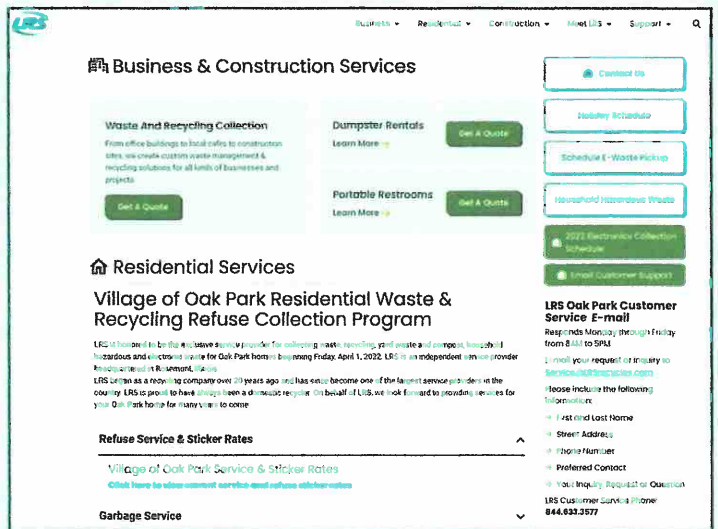 LRS
Business Residential Construction Meet LRS Support
Business & Construction Services
Waste And Recycling Collection
From office buildings to local cafes to construction
sites, we create custom waste management &
recycling solutions for all kinds of businesses and
projects.
Get A Quote
Dumpster Rentals
Learn More →
Get A Quote
Portable Restrooms
Learn More →
Get A Quote
Residential Services
Village of Oak Park Residential Waste &
Recycling Refuse Collection Program
LRS is honored to be the exclusive service provider for collecting waste, recycling, yard waste and compost, household
hazardous and electronic waste for Oak Park homes beginning Friday, April 1, 2022. LRS is an independent service provider
headquartered in Rosemont, Illinois
LRS began as a recycling company over 20 years ago and has since become one of the largest service providers in the
country. LRS is proud to have always been a domestic recycler. On behalf of LRS, we look forward to providing services for
your Oak Park home for many years to come
Refuse Service & Sticker Rates
Village of Oak Park Service & Sticker Rates
Click here to view current service and refuse sticker rates
Garbage Service
Contact Us
Holiday Schedule
Schedule E-Waste Pickup
Household Hazardous Waste
2022 Electronics Collection
Schedule
Email Customer Support
LRS Oak Park Customer
Service E-mail
Responds Monday through Friday
from 8 AM to 5PM
Email your request or inquiry to
Service@LRSrecycles.com
Please include the following
information:
→ First and Last Name
→ Street Address
→ Phone Number
→ Preferred Contact
→ Your Inquiry, Request or Question
LRS Customer Service Phone:
844.633.3577